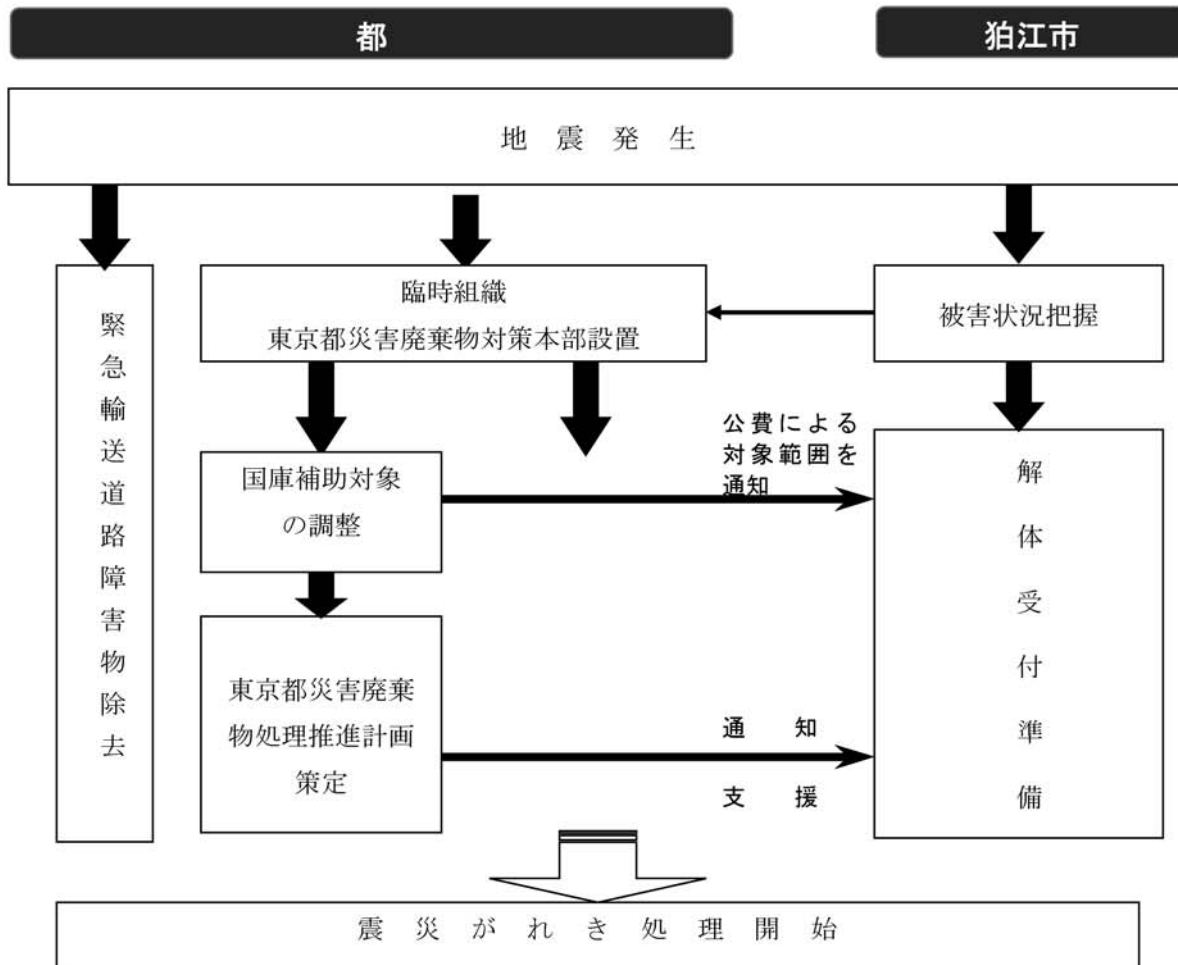 都
狛江市
地震発生
緊急輸送道路障害物除去
臨時組織
東京都災害廃棄物対策本部設置
被害状況把握
国庫補助対象
の調整
公費による
対象範囲を
通知
解体受付準備
東京都災害廃棄
物処理推進計画
策定
通知
支援
震災がれき処理開始